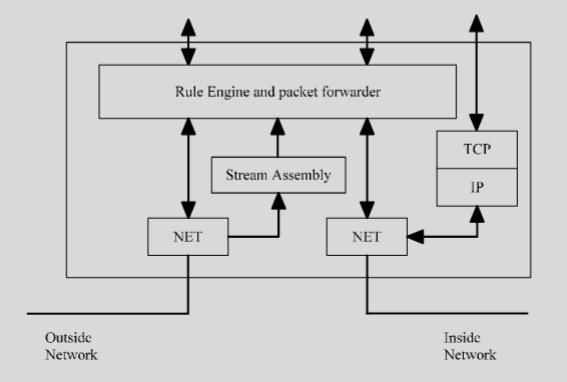 Rule Engine and packet forwarder
TCP
Stream Assembly
IP
NET
NET
Outside
Network
Inside
Network